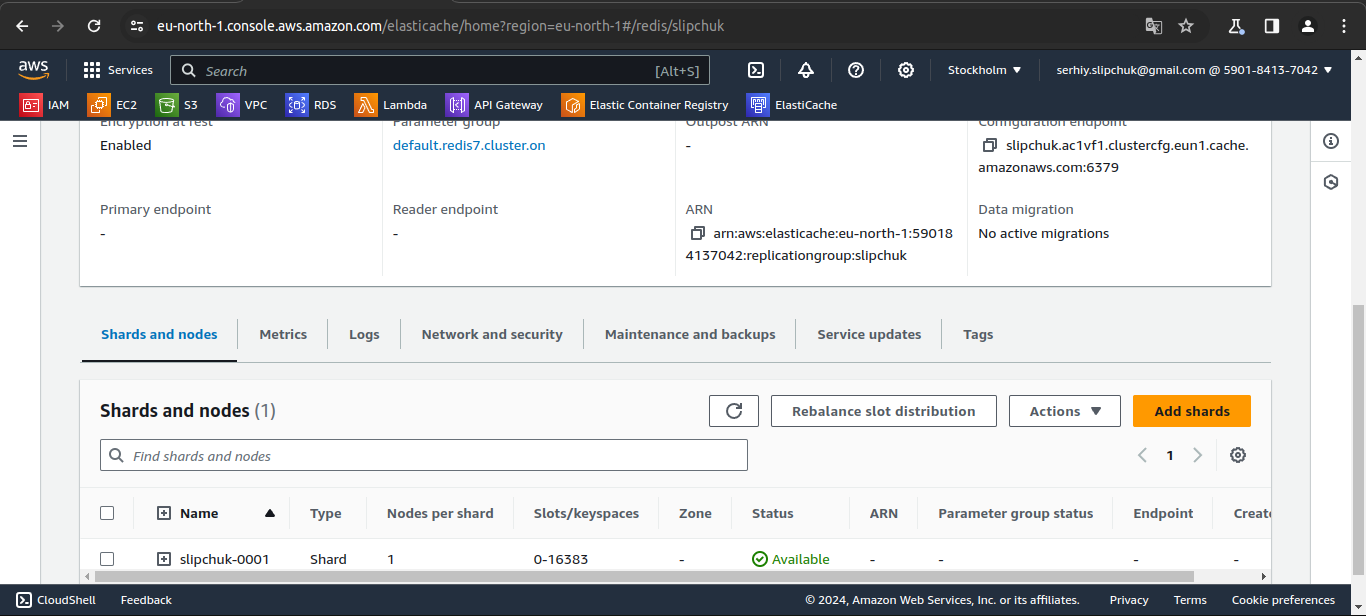 eu-north-1.console.aws.amazon.com/elasticache/home?region=eu-north-1#/redis/slipchuk
aws Services Search [Alt+S] Stockholm ▼ serhiy.slipchuk@gmail.com @ 5901-8413-7042 ▼
IAM EC2 S3 VPC RDS Lambda API Gateway Elastic Container Registry ElastiCache
Encryption at rest Parameter group Outpost ARN Configuration endpoint
Enabled default.redis7.cluster.on - slipchuk.ac1vf1.clustercfg.eun1.cache.
amazonaws.com:6379
Primary endpoint Reader endpoint ARN Data migration
- - arn:aws:elasticache:eu-north-1:59018 No active migrations
4137042:replicationgroup:slipchuk
Shards and nodes Metrics Logs Network and security Maintenance and backups Service updates Tags
Shards and nodes (1) Rebalance slot distribution Actions ▼ Add shards
Find shards and nodes 1
Name Type Nodes per shard Slots/keyspaces Zone Status ARN Parameter group status Endpoint Create
slipchuk-0001 Shard 1 0-16383 - Available - - - -
CloudShell Feedback © 2024, Amazon Web Services, Inc. or its affiliates. Privacy Terms Cookie preferences